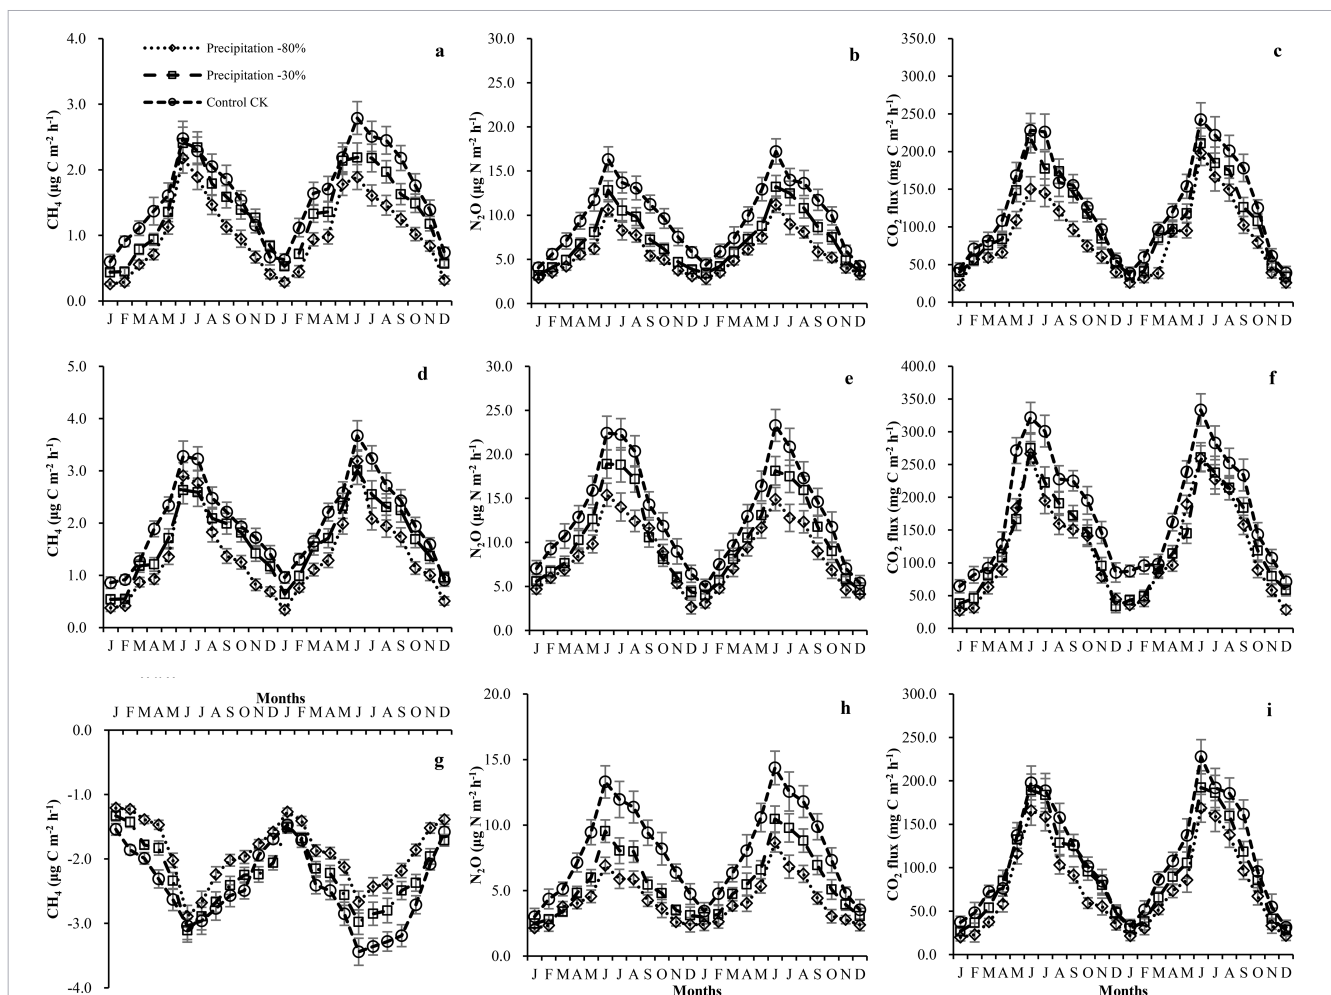 4.0
3.0
2.0
1.0
0.0
CH₄ (µg C m⁻² h⁻¹)
Precipitation -80%
Precipitation -30%
Control CK
a
J F M A M J J A S O N D J F M A M J J A S O N D
30.0
25.0
20.0
15.0
10.0
5.0
0.0
N₂O (µg N m⁻² h⁻¹)
b
J F M A M J J A S O N D J F M A M J J A S O N D
350.0
300.0
250.0
200.0
150.0
100.0
50.0
0.0
CO₂ flux (mg C m⁻² h⁻¹)
c
J F M A M J J A S O N D J F M A M J J A S O N D
5.0
4.0
3.0
2.0
1.0
0.0
CH₄ (µg C m⁻² h⁻¹)
d
J F M A M J J A S O N D J F M A M J J A S O N D
30.0
25.0
20.0
15.0
10.0
5.0
0.0
N₂O (µg N m⁻² h⁻¹)
e
J F M A M J J A S O N D J F M A M J J A S O N D
400.0
350.0
300.0
250.0
200.0
150.0
100.0
50.0
0.0
CO₂ flux (mg C m⁻² h⁻¹)
f
J F M A M J J A S O N D J F M A M J J A S O N D
Months
J F M A M J J A S O N D J F M A M J J A S O N D
0.0
-1.0
-2.0
-3.0
-4.0
CH₄ (µg C m⁻² h⁻¹)
g
20.0
15.0
10.0
5.0
0.0
N₂O (µg N m⁻² h⁻¹)
h
J F M A M J J A S O N D J F M A M J J A S O N D
Months
300.0
250.0
200.0
150.0
100.0
50.0
0.0
CO₂ flux (mg C m⁻² h⁻¹)
i
J F M A M J J A S O N D J F M A M J J A S O N D
Months